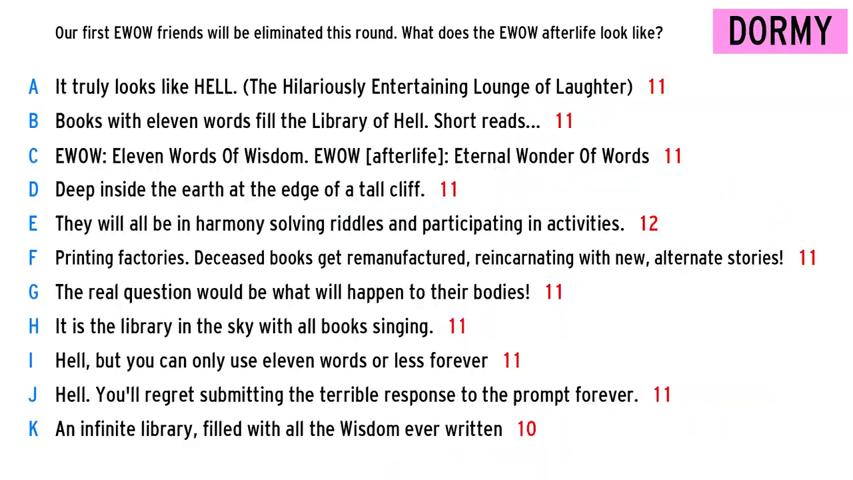 Our first EWOW friends will be eliminated this round. What does the EWOW afterlife look like?
DORMY
A It truly looks like HELL. (The Hilariously Entertaining Lounge of Laughter) 11
B Books with eleven words fill the Library of Hell. Short reads... 11
C EWOW: Eleven Words Of Wisdom. EWOW [afterlife]: Eternal Wonder Of Words 11
D Deep inside the earth at the edge of a tall cliff. 11
E They will all be in harmony solving riddles and participating in activities. 12
F Printing factories. Deceased books get remanufactured, reincarnating with new, alternate stories! 11
G The real question would be what will happen to their bodies! 11
H It is the library in the sky with all books singing. 11
I Hell, but you can only use eleven words or less forever 11
J Hell. You'll regret submitting the terrible response to the prompt forever. 11
K An infinite library, filled with all the Wisdom ever written 10